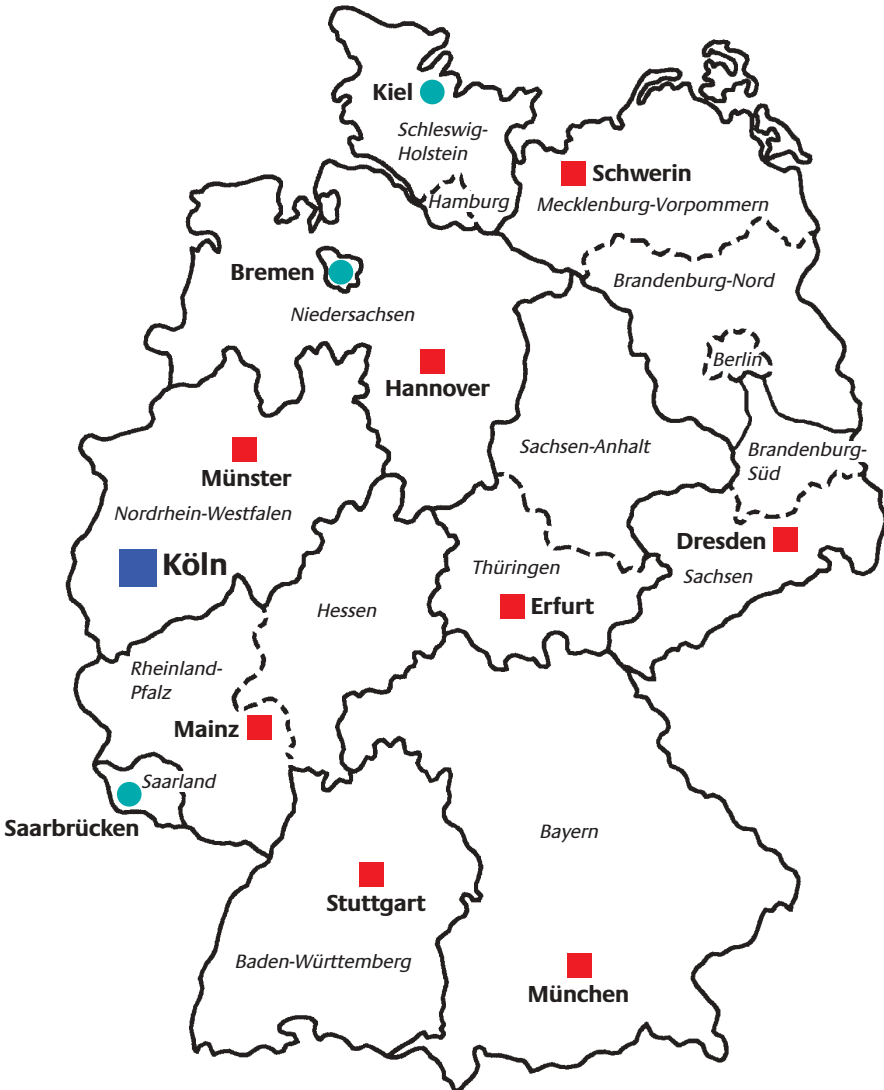 Kiel
Schleswig-
Holstein
Schwerin
Hamburg
Mecklenburg-Vorpommern
Bremen
Brandenburg-Nord
Niedersachsen
Berlin
Hannover
Sachsen-Anhalt
Brandenburg-
Süd
Münster
Nordrhein-Westfalen
Dresden
Köln
Thüringen
Sachsen
Erfurt
Hessen
Rheinland-
Pfalz
Mainz
Saarland
Saarbrücken
Bayern
Stuttgart
Baden-Württemberg
München